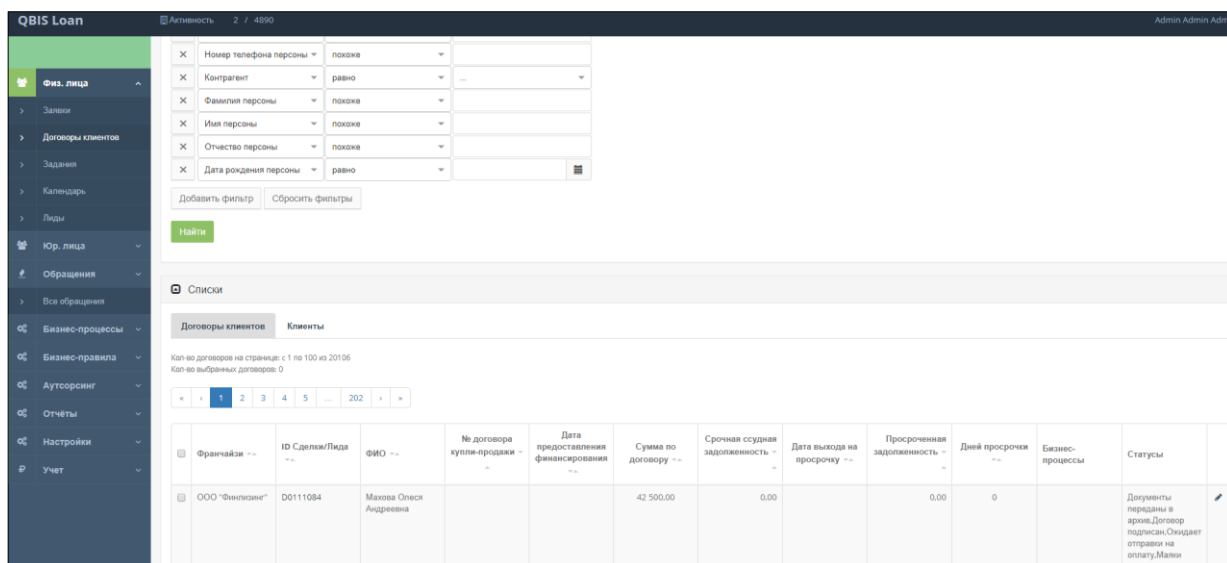 QBIS Loan
Активность 2 / 4890
Admin Admin Adm
Номер телефона персоны похоже
Физ. лица
Контрагент равно ...
Фамилия персоны похоже
Заявки
Имя персоны похоже
Договоры клиентов
Отчество персоны похоже
Задания
Дата рождения персоны равно
Календарь
Добавить фильтр Сбросить фильтры
Лиды
Найти
Юр. лица
Обращения
Все обращения
Списки
Бизнес-процессы
Договоры клиентов Клиенты
Бизнес-правила
Кол-во договоров на странице: с 1 по 100 из 20106
Кол-во выбранных договоров: 0
Аутсорсинг
« ‹ 1 2 3 4 5 ... 202 › »
Отчёты
Настройки
Учет
Франчайзи
ID Сделки/Лида
ФИО
№ договора
купли-продажи
Дата
предоставления
финансирования
Сумма по
договору
Срочная ссудная
задолженность
Дата выхода на
просрочку
Просроченная
задолженность
Дней просрочки
Бизнес-
процессы
Статусы
ООО "Финлизинг" D0111084
Махова Олеся
Андреевна
42 500,00 0,00 0,00 0
Документы
переданы в
архив,Договор
подписан,Ожидает
отправки на
оплату,Маяки